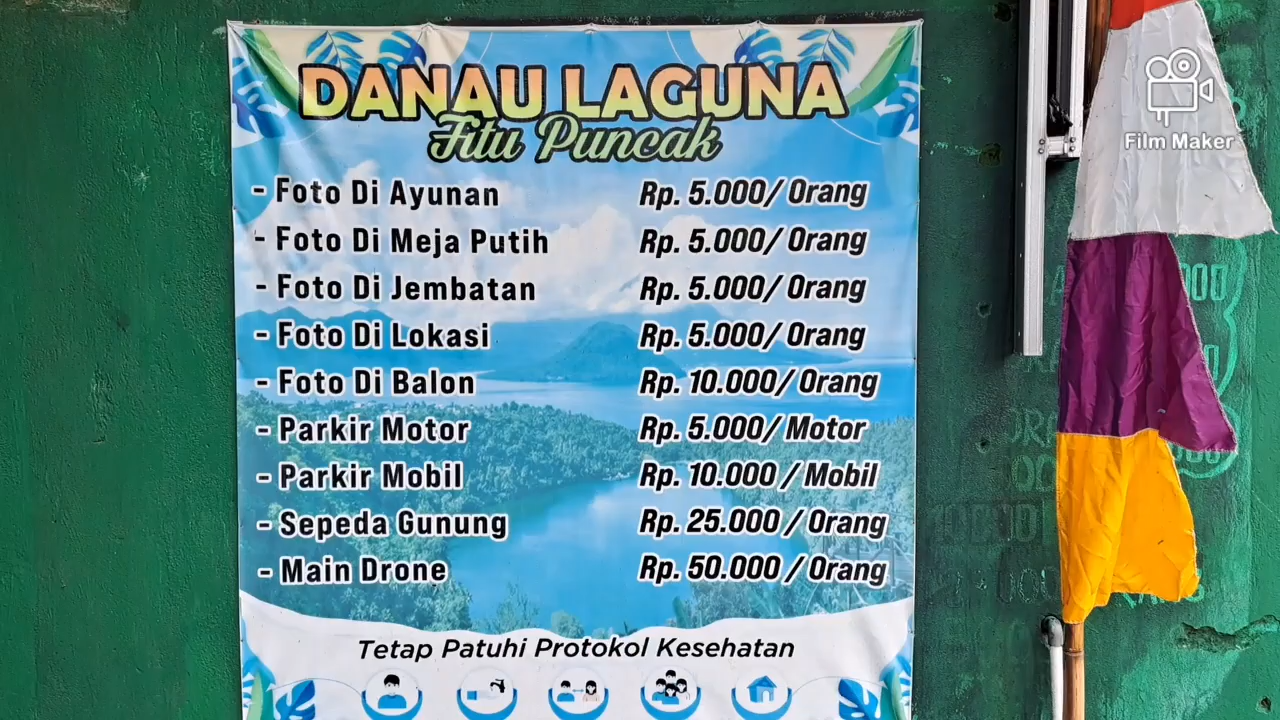 DANAU LAGUNA
Fitu Puncak
- Foto Di Ayunan Rp. 5.000/ Orang
- Foto Di Meja Putih Rp. 5.000/ Orang
- Foto Di Jembatan Rp. 5.000/ Orang
- Foto Di Lokasi Rp. 5.000/ Orang
- Foto Di Balon Rp. 10.000/ Orang
- Parkir Motor Rp. 5.000/ Motor
- Parkir Mobil Rp. 10.000 / Mobil
- Sepeda Gunung Rp. 25.000 / Orang
- Main Drone Rp. 50.000 / Orang
Tetap Patuhi Protokol Kesehatan
Film Maker